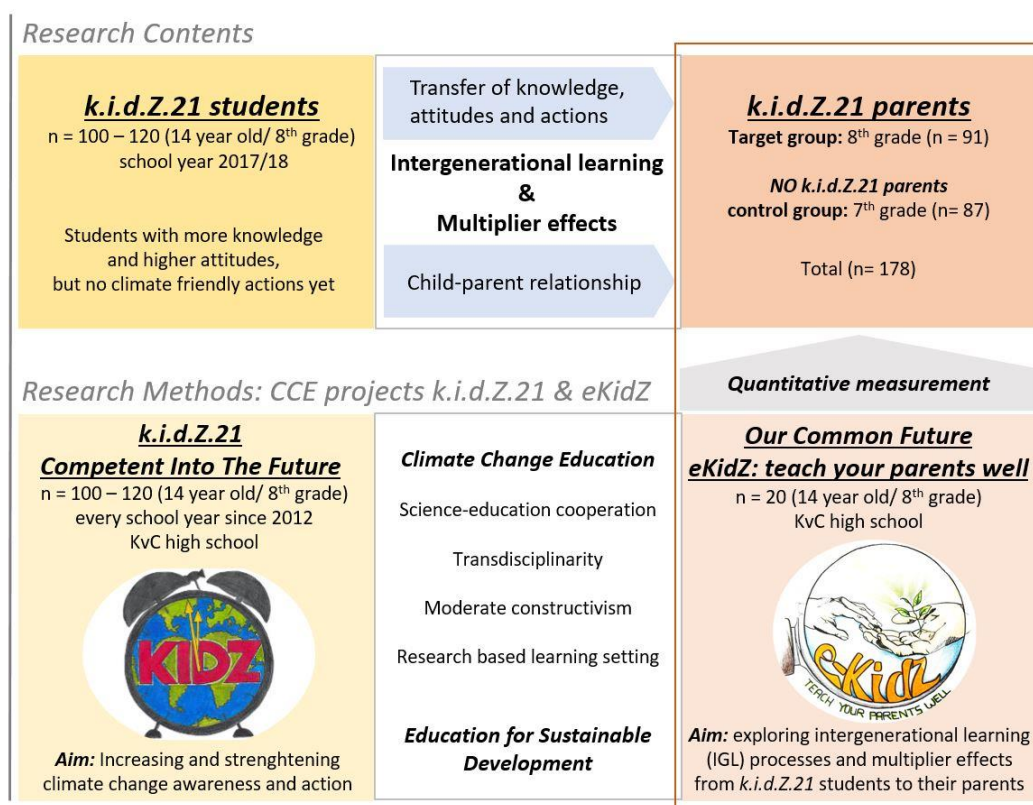 Research Contents
k.i.d.Z.21 students
n = 100 – 120 (14 year old/ 8th grade)
school year 2017/18
Students with more knowledge
and higher attitudes,
but no climate friendly actions yet
Transfer of knowledge,
attitudes and actions
Intergenerational learning
&
Multiplier effects
Child-parent relationship
k.i.d.Z.21 parents
Target group: 8th grade (n = 91)
NO k.i.d.Z.21 parents
control group: 7th grade (n= 87)
Total (n= 178)
Quantitative measurement
Research Methods: CCE projects k.i.d.Z.21 & eKidZ
k.i.d.Z.21
Competent Into The Future
n = 100 – 120 (14 year old/ 8th grade)
every school year since 2012
KvC high school
KIDZ
Aim: Increasing and strenghtening
climate change awareness and action
Climate Change Education
Science-education cooperation
Transdisciplinarity
Moderate constructivism
Research based learning setting
Education for Sustainable
Development
Our Common Future
eKidZ: teach your parents well
n = 20 (14 year old/ 8th grade)
KvC high school
e-Kidz
TEACH YOUR PARENTS WELL
Aim: exploring intergenerational learning
(IGL) processes and multiplier effects
from k.i.d.Z.21 students to their parents